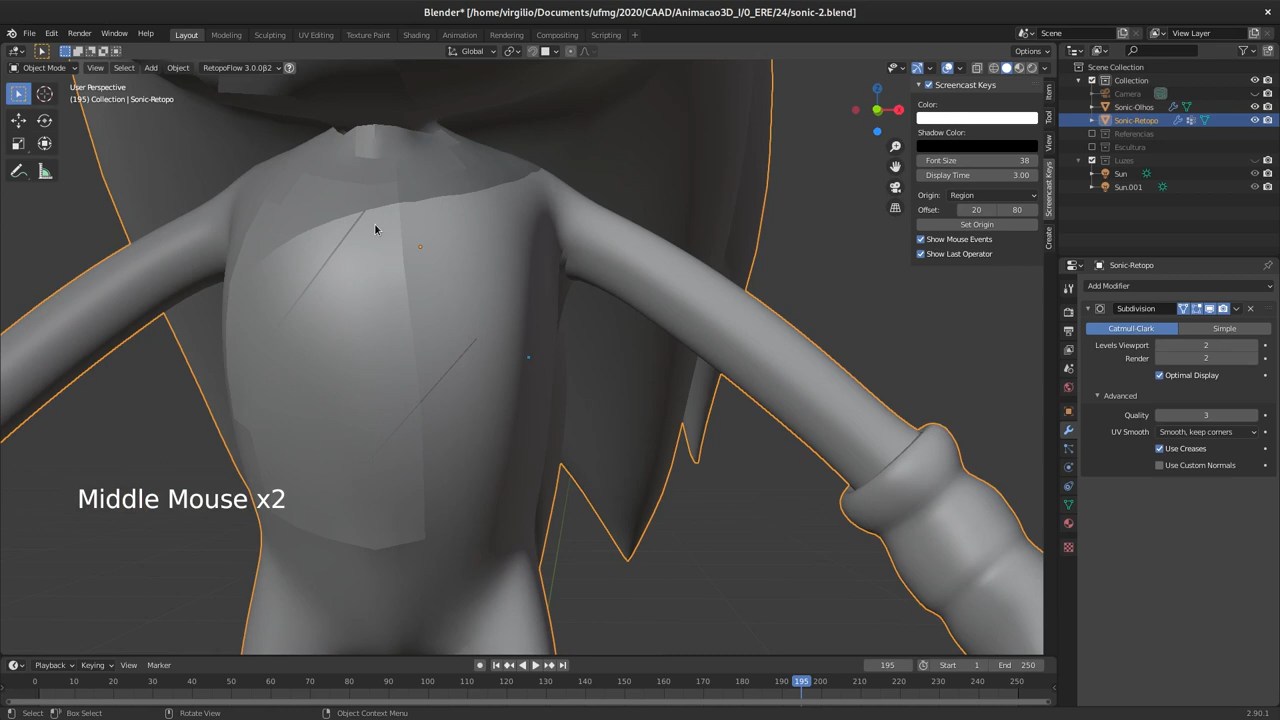 Blender* [/home/virgilio/Documents/ufmg/2020/CAAD/Animacao3D_I/0_ERE/24/sonic-2.blend]
File Edit Render Window Help Layout Modeling Sculpting UV Editing Texture Paint Shading Animation Rendering Compositing Scripting + Scene View Layer
Global Options
Object Mode View Select Add Object RetopoFlow 3.0.0β2
User Perspective
(195) Collection | Sonic-Retopo
Z
X
Middle Mouse x2
Screencast Keys
Color:
Shadow Color:
Font Size 38
Display Time 3.00
Origin: Region
Offset: 20 80
Set Origin
Show Mouse Events
Show Last Operator
Item
Tool
View
Screencast Keys
Create
Scene Collection
Collection
Camera
Sonic-Olhos
Sonic-Retopo
Referencias
Escultura
Luzes
Sun
Sun.001
Sonic-Retopo
Add Modifier
Subdivision
Catmull-Clark Simple
Levels Viewport 2
Render 2
Optimal Display
Advanced
Quality 3
UV Smooth Smooth, keep corners
Use Creases
Use Custom Normals
Playback Keying View Marker 195 Start 1 End 250
0 10 20 30 40 50 60 70 80 90 100 110 120 130 140 150 160 170 180 190 195 200 210 220 230 240 250
Select Box Select Rotate View Object Context Menu 2.90.1